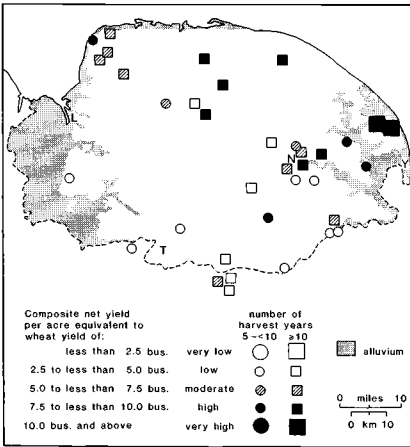 L
N
T
Composite net yield
per acre equivalent to
wheat yield of:
number of
harvest years
5-<10 ≥10
less than 2.5 bus. very low
2.5 to less than 5.0 bus. low
5.0 to less than 7.5 bus. moderate
7.5 to less than 10.0 bus. high
10.0 bus. and above very high
alluvium
0 miles 10
0 km 10